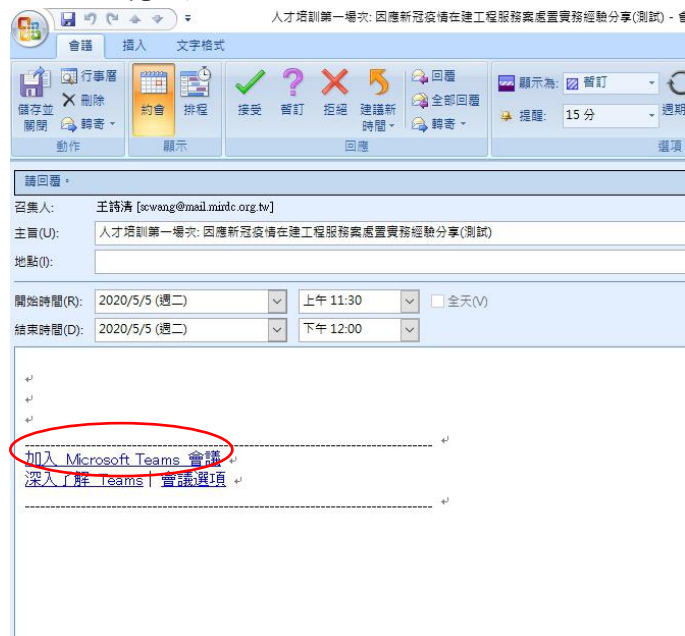 人才培訓第一場次: 因應新冠疫情在建工程服務案處置實務經驗分享(測試) - 會
會議 插入 文字格式
儲存並關閉 行事曆 刪除 轉寄 約會 排程 接受 暫訂 拒絕 建議新時間 回覆 全部回覆 轉寄 顯示為: 暫訂 提醒: 15 分 週期
動作 顯示 回應 選項
請回覆。
召集人: 王詩清 [scwang@mail.mirdc.org.tw]
主旨(U): 人才培訓第一場次: 因應新冠疫情在建工程服務案處置實務經驗分享(測試)
地點(I):
開始時間(R): 2020/5/5 (週二) 上午 11:30 全天(V)
結束時間(D): 2020/5/5 (週二) 下午 12:00
加入 Microsoft Teams 會議
深入了解 Teams | 會議選項